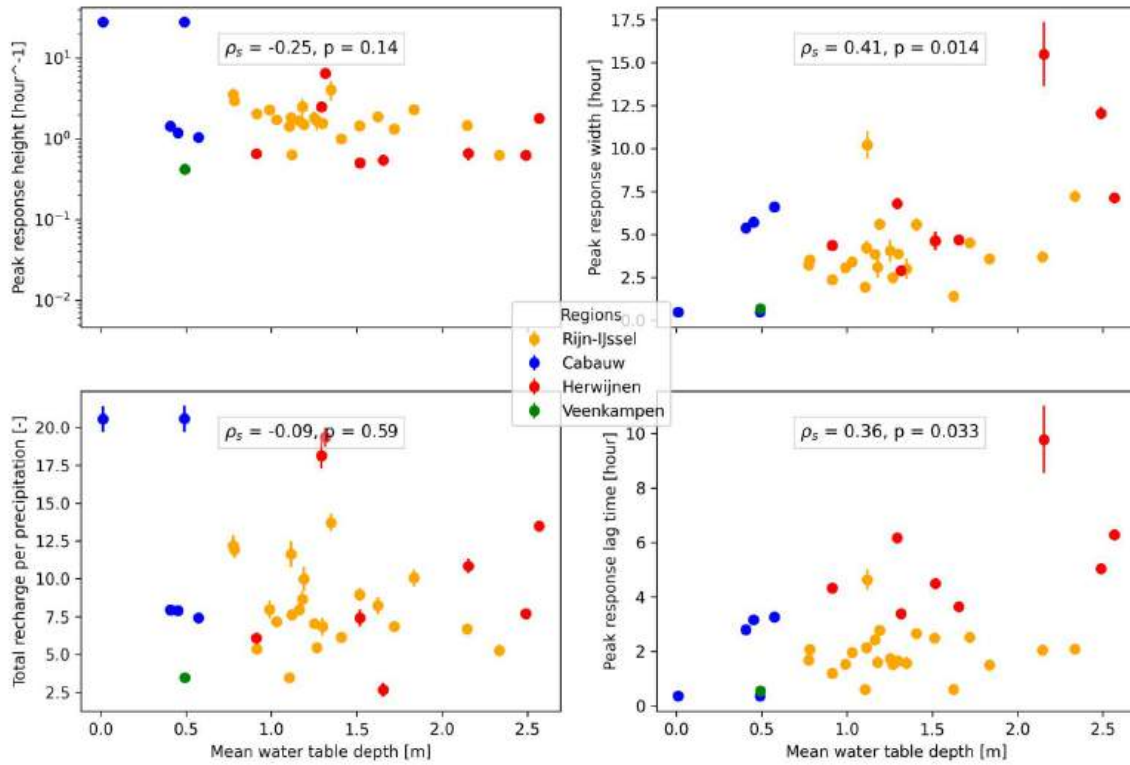 Peak response height [hour^-1]
10¹
10⁰
10⁻¹
10⁻²
ρₛ = -0.25, p = 0.14
Peak response width [hour]
17.5
15.0
12.5
10.0
7.5
5.0
2.5
0.0
ρₛ = 0.41, p = 0.014
Regions
Rijn-IJssel
Cabauw
Herwijnen
Veenkampen
Total recharge per precipitation [-]
20.0
17.5
15.0
12.5
10.0
7.5
5.0
2.5
ρₛ = -0.09, p = 0.59
0.0 0.5 1.0 1.5 2.0 2.5
Mean water table depth [m]
Peak response lag time [hour]
10
8
6
4
2
0
ρₛ = 0.36, p = 0.033
0.0 0.5 1.0 1.5 2.0 2.5
Mean water table depth [m]